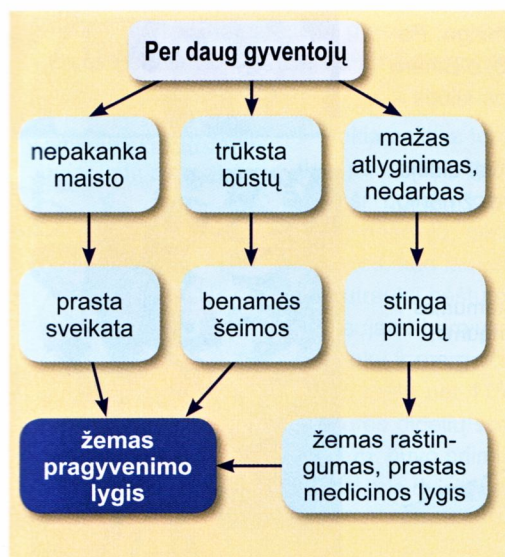 Per daug gyventojų
nepakanka
maisto
trūksta
būstų
mažas
atlyginimas,
nedarbas
prasta
sveikata
benamės
šeimos
stinga
pinigų
žemas
pragyvenimo
lygis
žemas raštin-
gumas, prastas
medicinos lygis